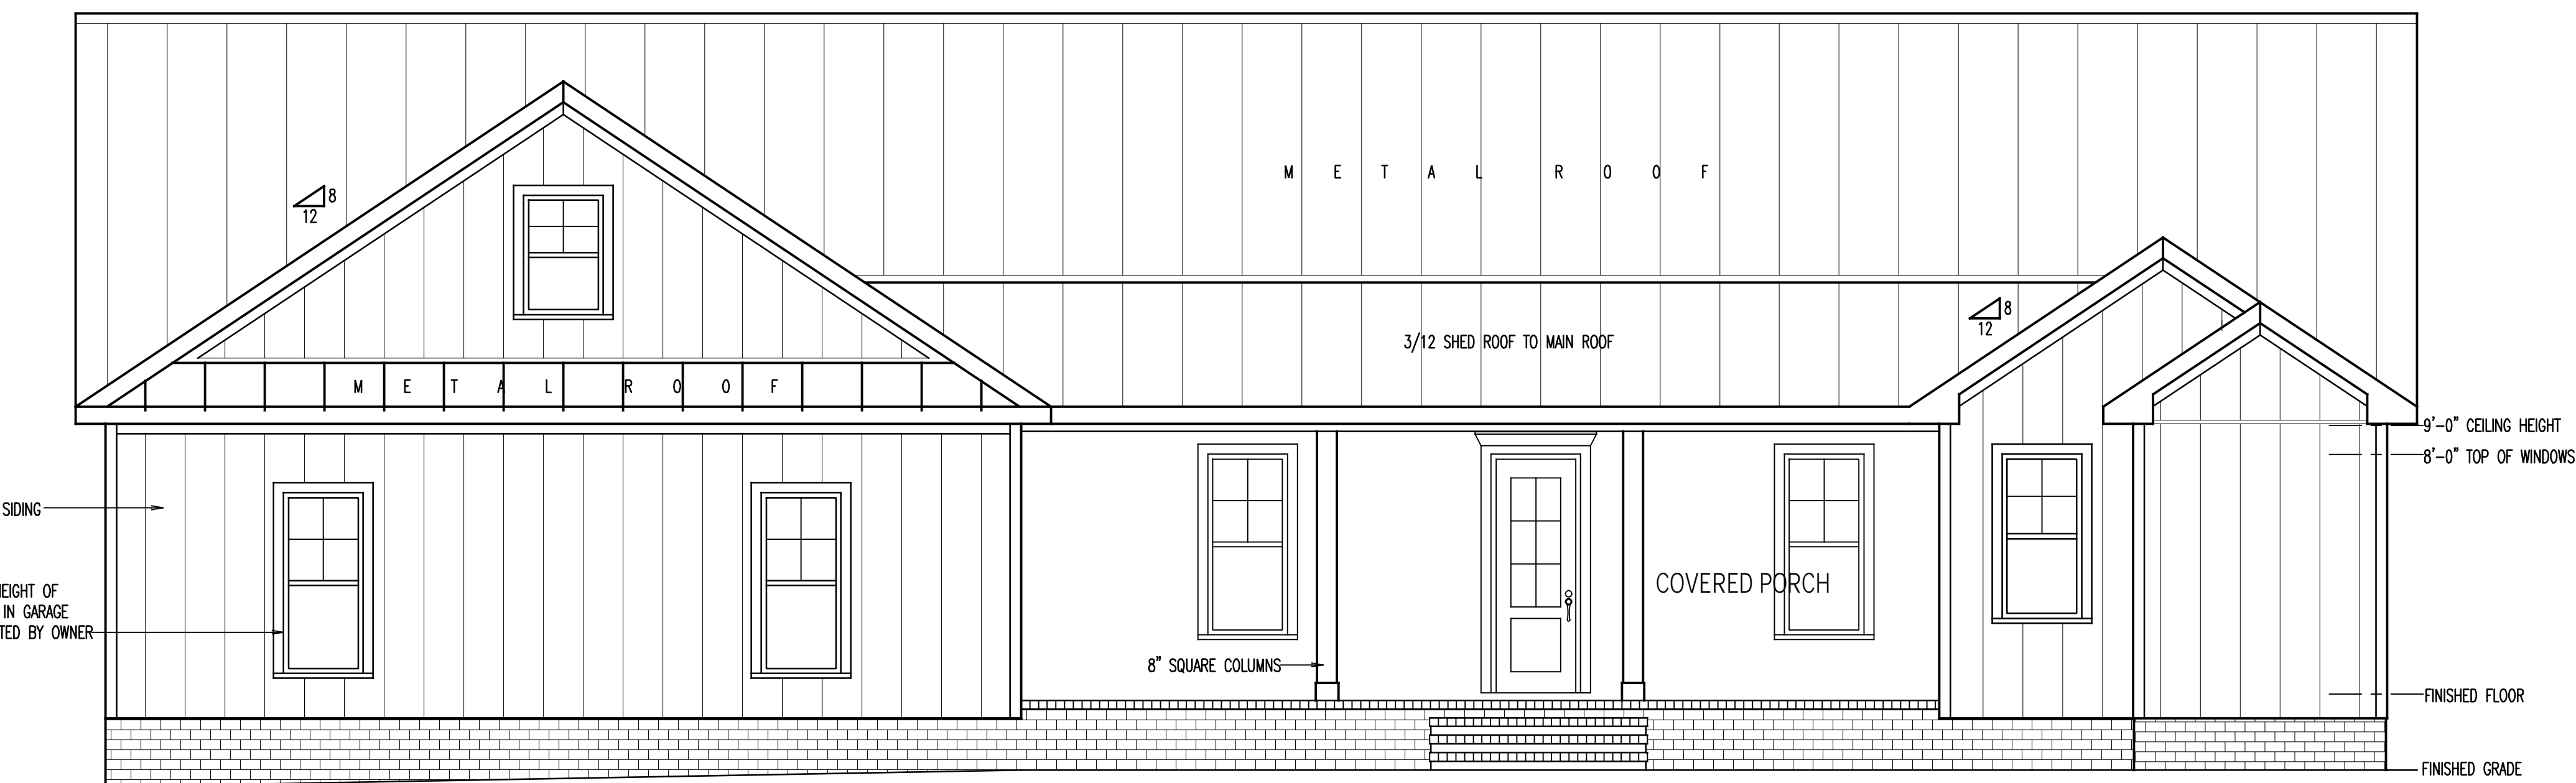 METAL ROOF
8
12
8
12
3/12 SHED ROOF TO MAIN ROOF
METAL ROOF
9'-0" CEILING HEIGHT
8'-0" TOP OF WINDOWS
SIDING
COVERED PORCH
OF
IN GARAGE
BY OWNER
8" SQUARE COLUMNS
FINISHED FLOOR
FINISHED GRADE